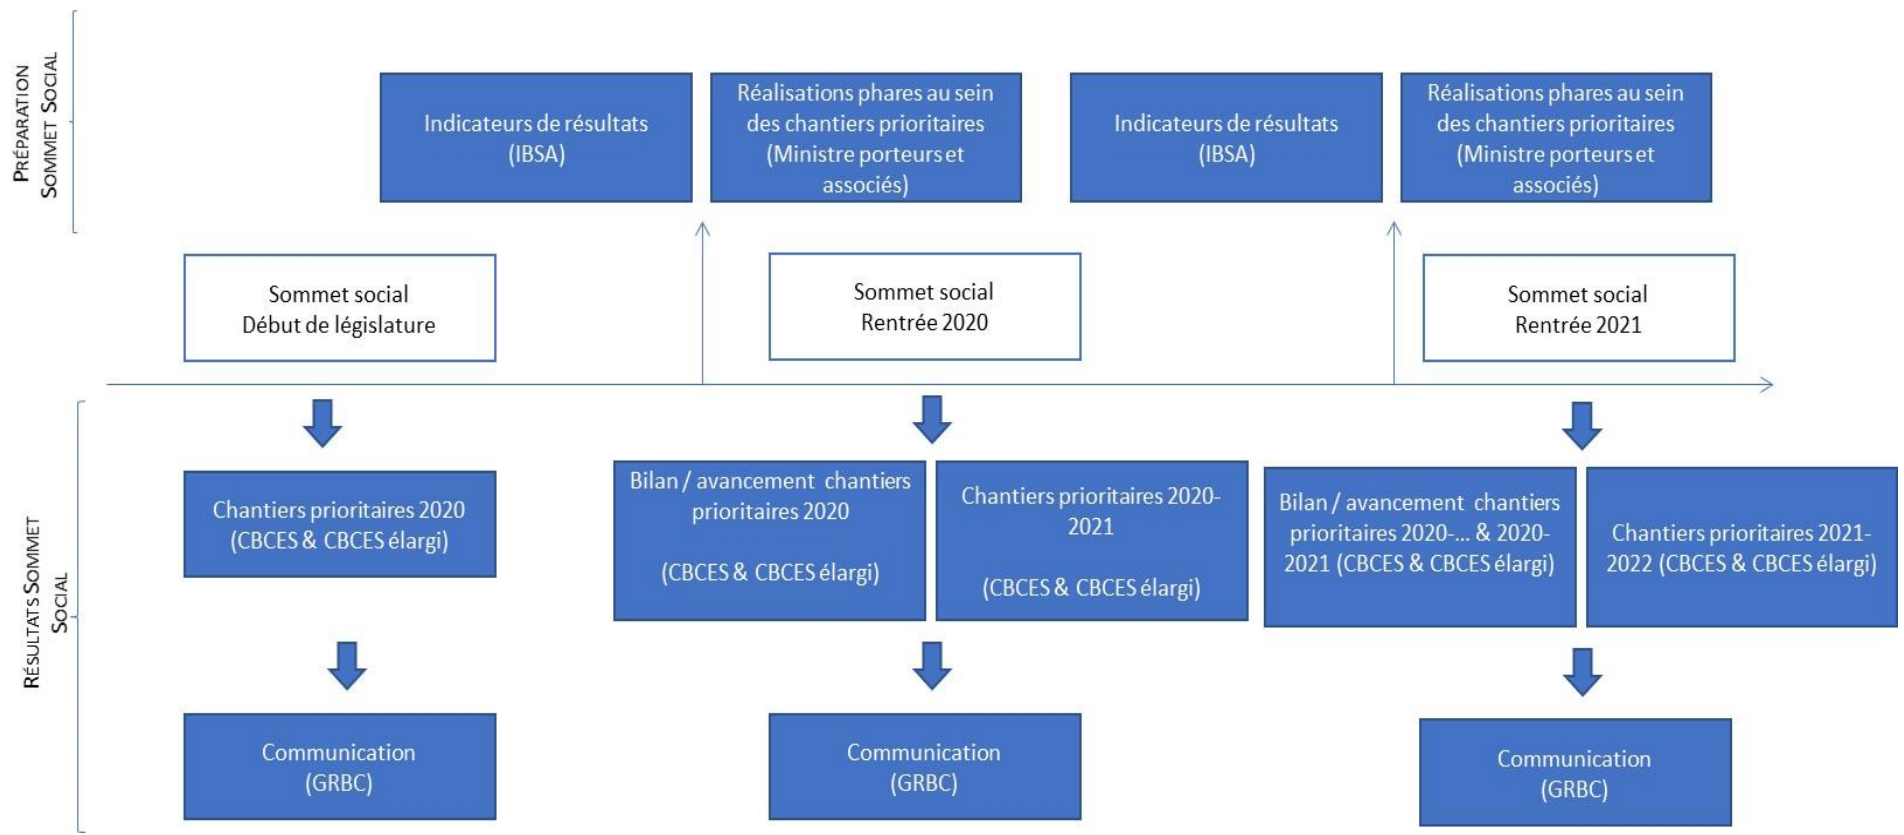 PRÉPARATION
SOMMET SOCIAL
Indicateurs de résultats
(IBSA)
Réalisations phares au sein
des chantiers prioritaires
(Ministre porteurs et
associés)
Indicateurs de résultats
(IBSA)
Réalisations phares au sein
des chantiers prioritaires
(Ministre porteurs et
associés)
Sommet social
Début de législature
Sommet social
Rentrée 2020
Sommet social
Rentrée 2021
RÉSULTATS SOMMET
SOCIAL
Chantiers prioritaires 2020
(CBCES & CBCES élargi)
Bilan / avancement chantiers
prioritaires 2020
(CBCES & CBCES élargi)
Chantiers prioritaires 2020-
2021
(CBCES & CBCES élargi)
Bilan / avancement chantiers
prioritaires 2020-... & 2020-
2021 (CBCES & CBCES élargi)
Chantiers prioritaires 2021-
2022 (CBCES & CBCES élargi)
Communication
(GRBC)
Communication
(GRBC)
Communication
(GRBC)